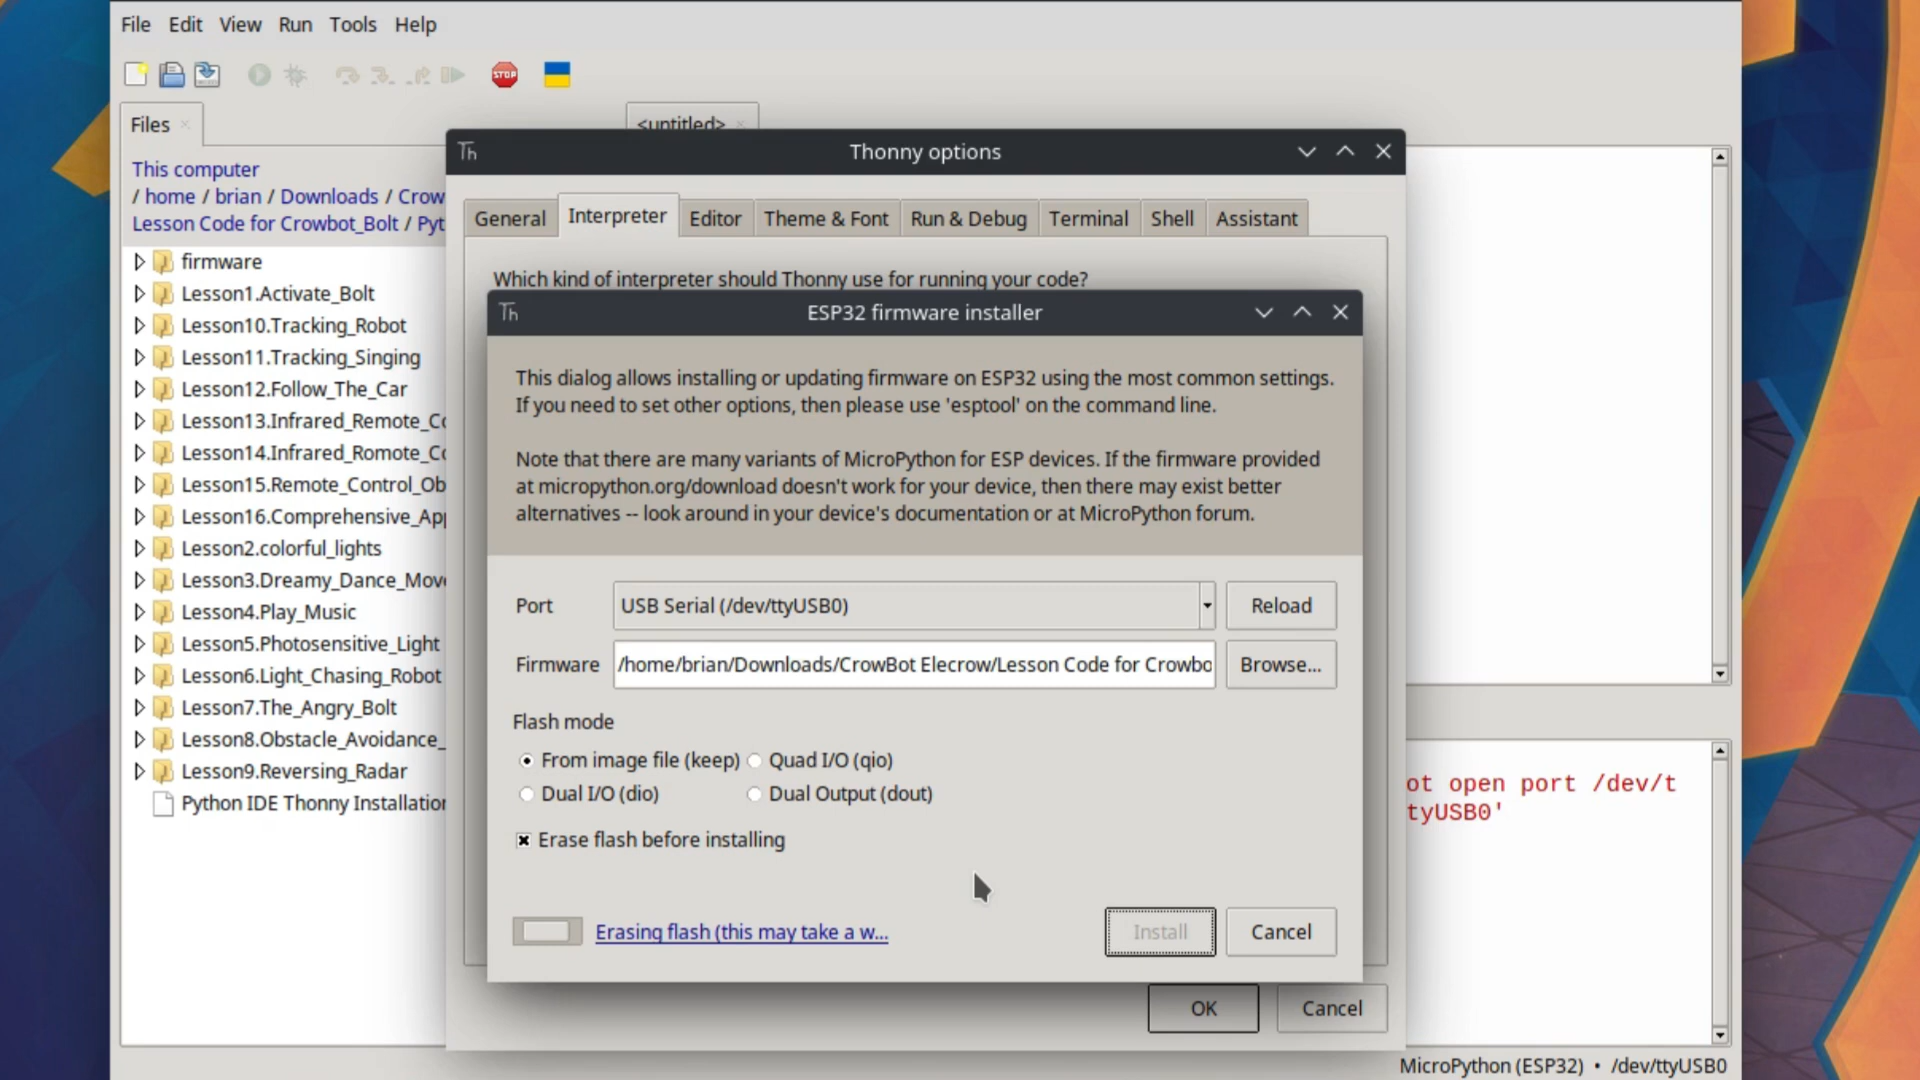 File Edit View Run Tools Help
STOP
Files
<untitled>
This computer
/ home / brian / Downloads / Crow
Lesson Code for Crowbot_Bolt / Pyt
firmware
Lesson1.Activate_Bolt
Lesson10.Tracking_Robot
Lesson11.Tracking_Singing
Lesson12.Follow_The_Car
Lesson13.Infrared_Remote_Co
Lesson14.Infrared_Romote_Co
Lesson15.Remote_Control_Ob
Lesson16.Comprehensive_App
Lesson2.colorful_lights
Lesson3.Dreamy_Dance_Move
Lesson4.Play_Music
Lesson5.Photosensitive_Light
Lesson6.Light_Chasing_Robot
Lesson7.The_Angry_Bolt
Lesson8.Obstacle_Avoidance_
Lesson9.Reversing_Radar
Python IDE Thonny Installation
Th Thonny options
General Interpreter Editor Theme & Font Run & Debug Terminal Shell Assistant
Which kind of interpreter should Thonny use for running your code?
Th ESP32 firmware installer
This dialog allows installing or updating firmware on ESP32 using the most common settings.
If you need to set other options, then please use 'esptool' on the command line.
Note that there are many variants of MicroPython for ESP devices. If the firmware provided
at micropython.org/download doesn't work for your device, then there may exist better
alternatives -- look around in your device's documentation or at MicroPython forum.
Port USB Serial (/dev/ttyUSB0) Reload
Firmware /home/brian/Downloads/CrowBot Elecrow/Lesson Code for Crowbo Browse...
Flash mode
From image file (keep) Quad I/O (qio)
Dual I/O (dio) Dual Output (dout)
Erase flash before installing
Erasing flash (this may take a w... Install Cancel
OK Cancel
ot open port /dev/t
tyUSB0'
MicroPython (ESP32) • /dev/ttyUSB0